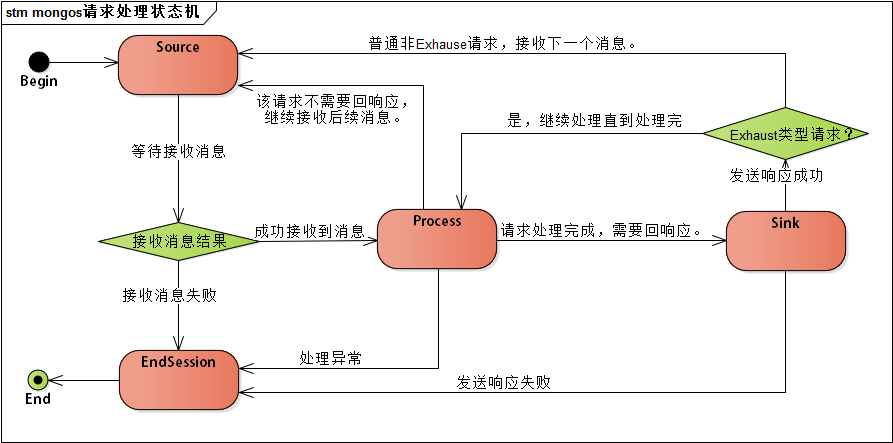 stm mongos请求处理状态机
Source
普通非Exhause请求，接收下一个消息。
Begin
该请求不需要回响应，
继续接收后续消息。
是，继续处理直到处理完
Exhaust类型请求？
等待接收消息
发送响应成功
Process
Sink
接收消息结果
成功接收到消息
请求处理完成，需要回响应。
接收消息失败
EndSession
处理异常
发送响应失败
End